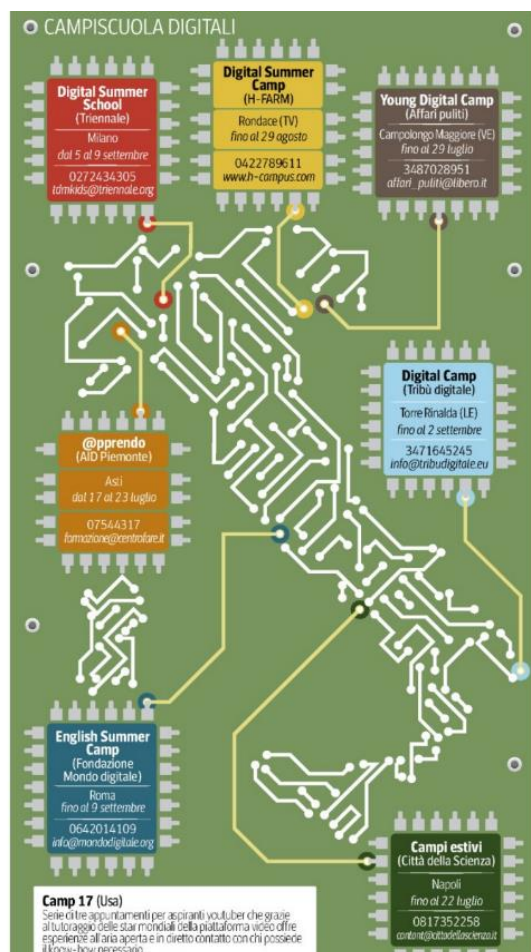 CAMPISCUOLA DIGITALI
Digital Summer
School
(Triennale)
Milano
dal 5 al 9 settembre
0272434305
tdmkids@triennale.org
Digital Summer
Camp
(H-FARM)
Rondace (TV)
fino al 29 agosto
0422789611
www.h-campus.com
Young Digital Camp
(Affari puliti)
Campolongo Maggiore (VE)
fino al 29 luglio
3487028951
affari_puliti@libero.it
Digital Camp
(Tribù digitale)
Torre Rinalda (LE)
fino al 2 settembre
3471645245
info@tribudigitale.eu
@pprendo
(AID Piemonte)
Asti
dal 17 al 23 luglio
07544317
formazione@centrofare.it
English Summer
Camp
(Fondazione
Mondo digitale)
Roma
fino al 9 settembre
0642014109
info@mondodigitale.org
Campi estivi
(Città della Scienza)
Napoli
fino al 22 luglio
0817352258
contact@cittadellascienza.it
Camp 17 (Usa)
Serie di tre appuntamenti per aspiranti youtuber che grazie
al tutoraggio delle star mondiali della piattaforma video offre
esperienze all'aria aperta e in diretto contatto con chi possiede
il know-how necessario